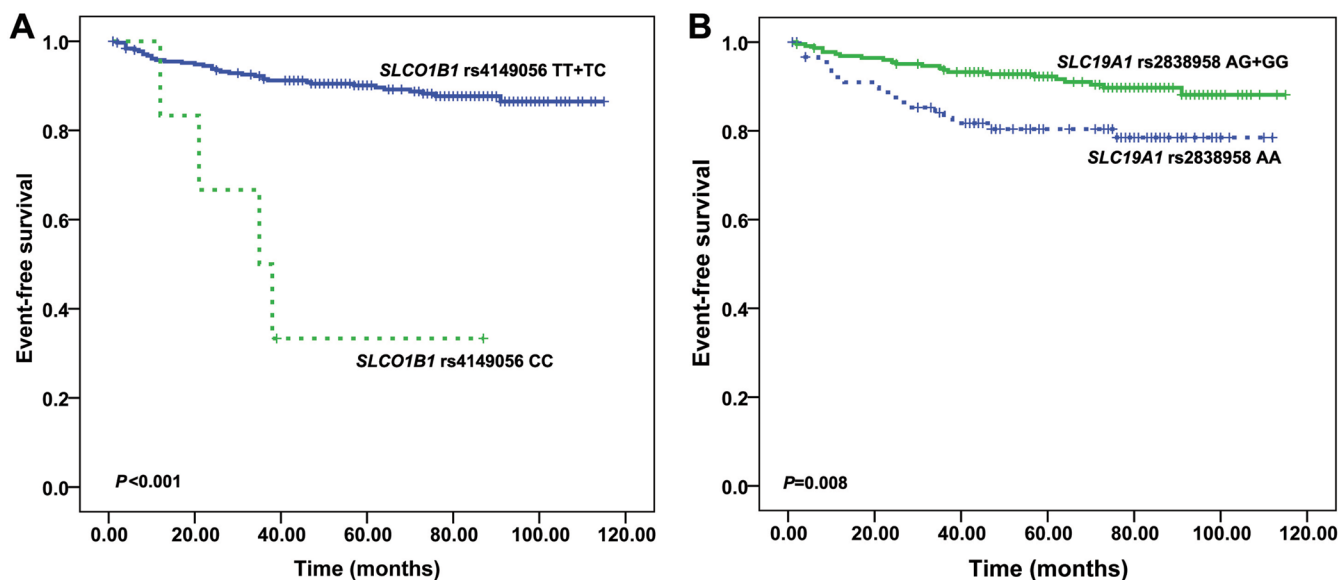 A
Event-free survival
1.0
0.8
0.6
0.4
0.2
0.0
SLCO1B1 rs4149056 TT+TC
SLCO1B1 rs4149056 CC
P<0.001
0.00 20.00 40.00 60.00 80.00 100.00 120.00
Time (months)
B
Event-free survival
1.0
0.8
0.6
0.4
0.2
0.0
SLC19A1 rs2838958 AG+GG
SLC19A1 rs2838958 AA
P=0.008
0.00 20.00 40.00 60.00 80.00 100.00 120.00
Time (months)